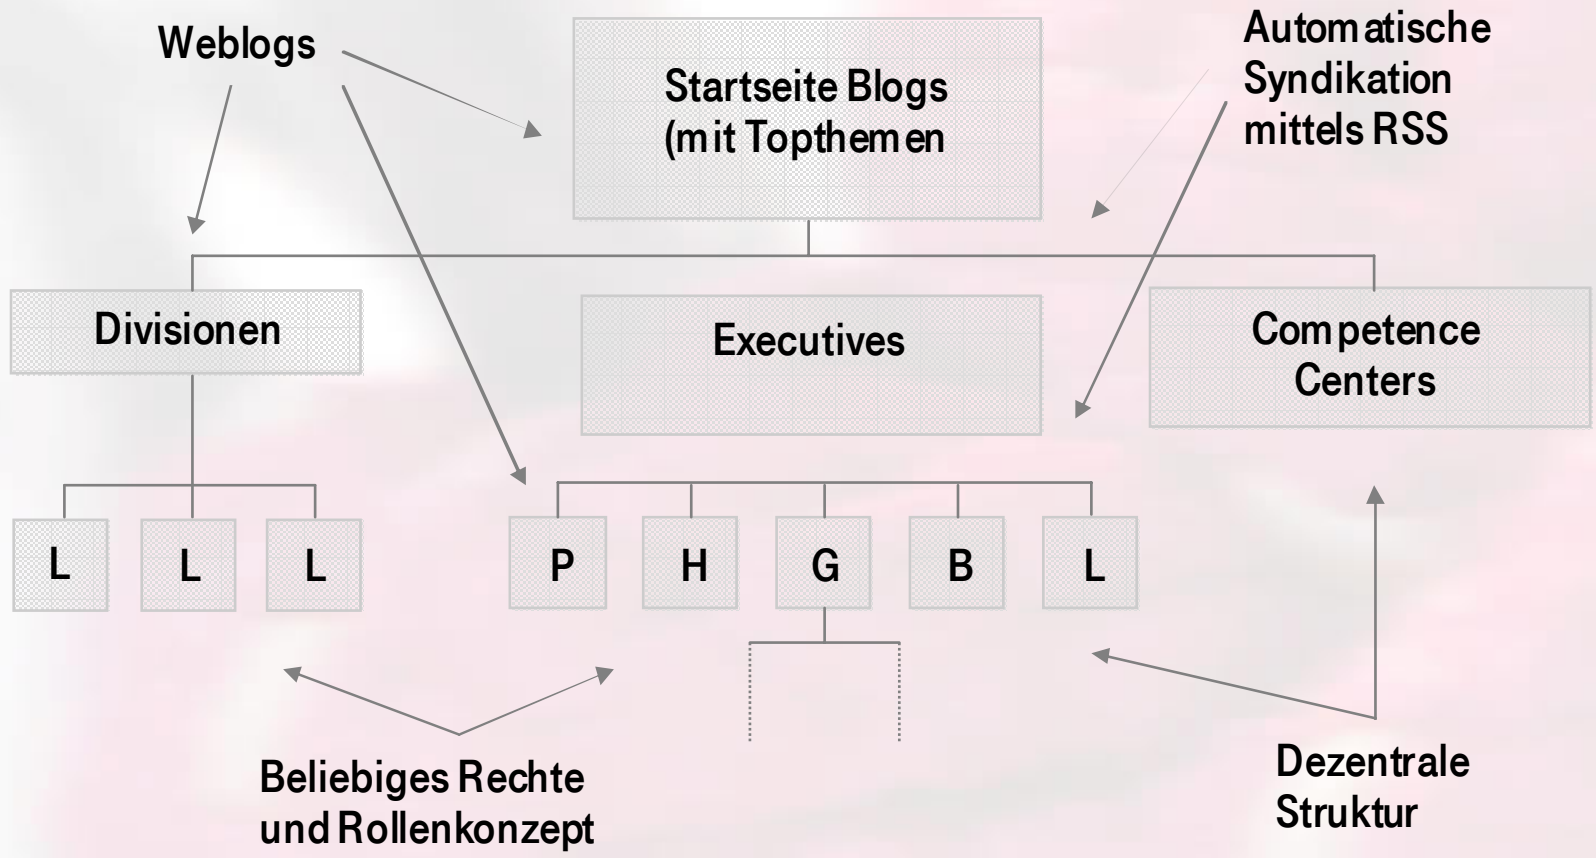 Weblogs
Startseite Blogs
(mit Topthemen
Automatische
Syndikation
mittels RSS
Divisionen
Executives
Competence
Centers
L
L
L
P
H
G
B
L
Beliebiges Rechte
und Rollenkonzept
Dezentrale
Struktur